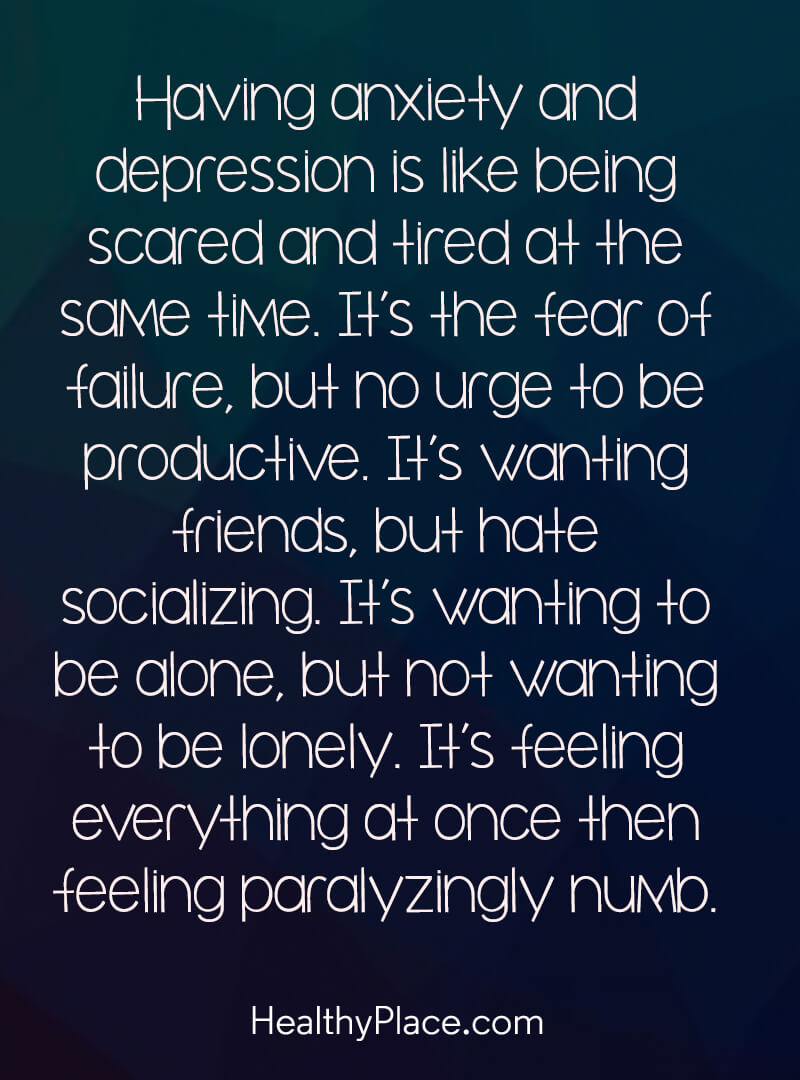 Having anxiety and
depression is like being
scared and tired at the
same time. It's the fear of
failure, but no urge to be
productive. It's wanting
friends, but hate
socializing. It's wanting to
be alone, but not wanting
to be lonely. It's feeling
everything at once then
feeling paralyzingly numb.
HealthyPlace.com